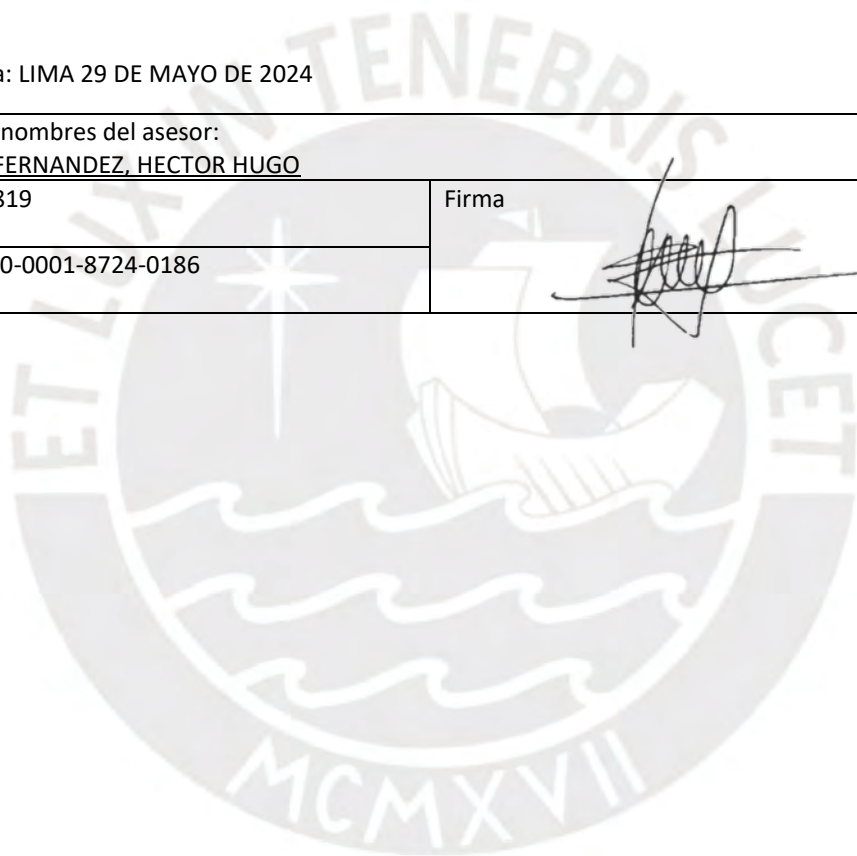 a: LIMA 29 DE MAYO DE 2024
nombres del asesor:
FERNANDEZ, HECTOR HUGO
319
Firma
0-0001-8724-0186
ET LUX IN TENEBRIS LUCET
MCMXVII